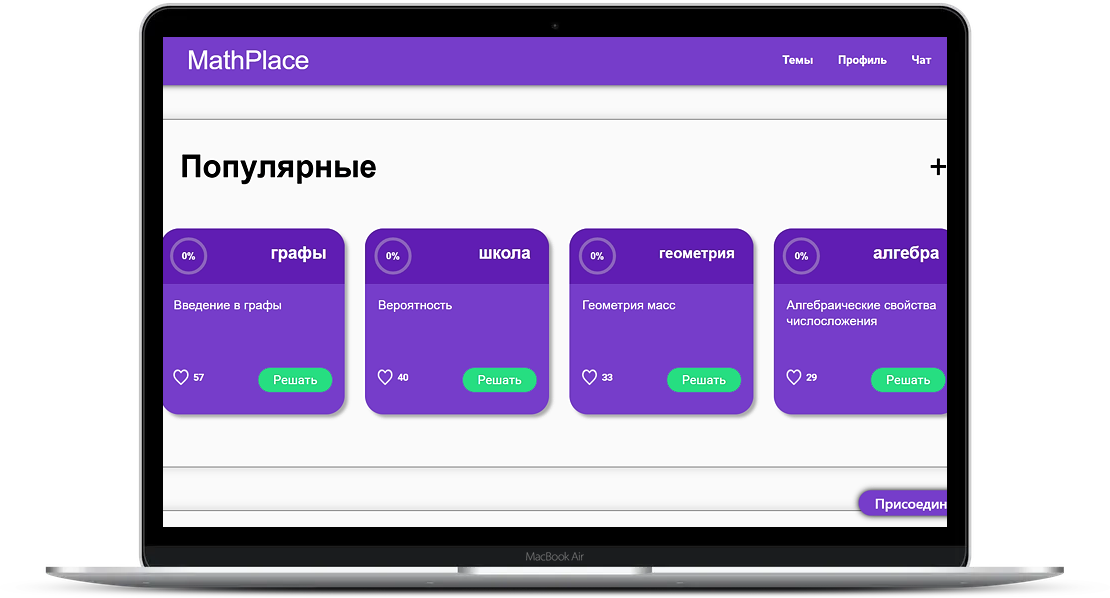 MathPlace
Темы Профиль Чат
Популярные
+
0% графы
Введение в графы
57 Решать
0% школа
Вероятность
40 Решать
0% геометрия
Геометрия масс
33 Решать
0% алгебра
Алгебраические свойства
числосложения
29 Решать
Присоедин
MacBook Air